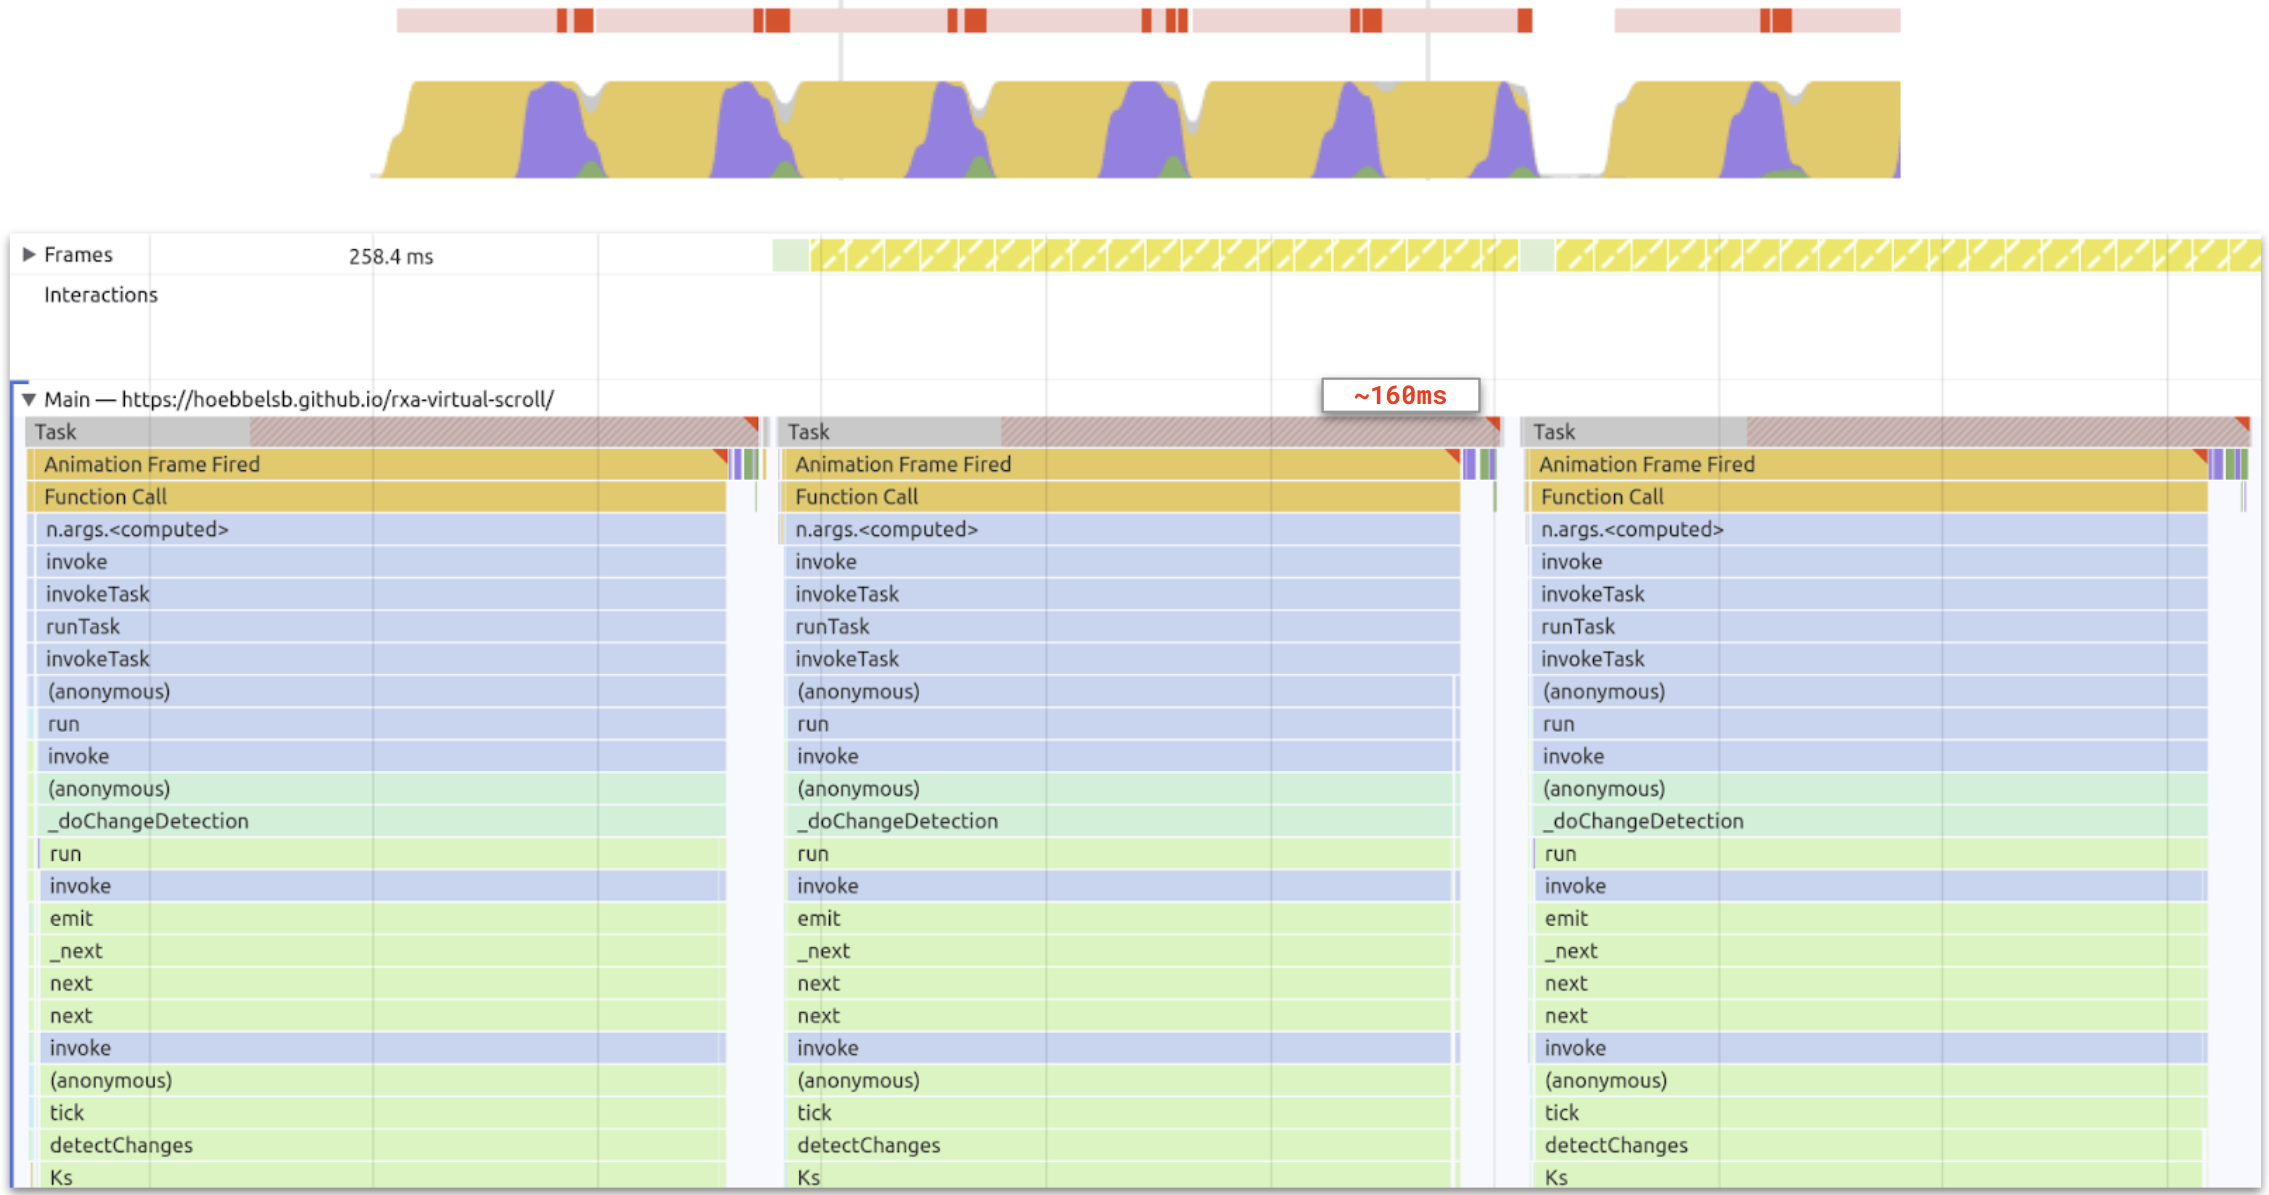 Frames 258.4 ms
Interactions
~160ms
Main — https://hoebbelsb.github.io/rxa-virtual-scroll/
Task Task Task
Animation Frame Fired Animation Frame Fired Animation Frame Fired
Function Call Function Call Function Call
n.args.<computed> n.args.<computed> n.args.<computed>
invoke invoke invoke
invokeTask invokeTask invokeTask
runTask runTask runTask
invokeTask invokeTask invokeTask
(anonymous) (anonymous) (anonymous)
run run run
invoke invoke invoke
(anonymous) (anonymous) (anonymous)
_doChangeDetection _doChangeDetection _doChangeDetection
run run run
invoke invoke invoke
emit emit emit
_next _next _next
next next next
next next next
invoke invoke invoke
(anonymous) (anonymous) (anonymous)
tick tick tick
detectChanges detectChanges detectChanges
Ks Ks Ks